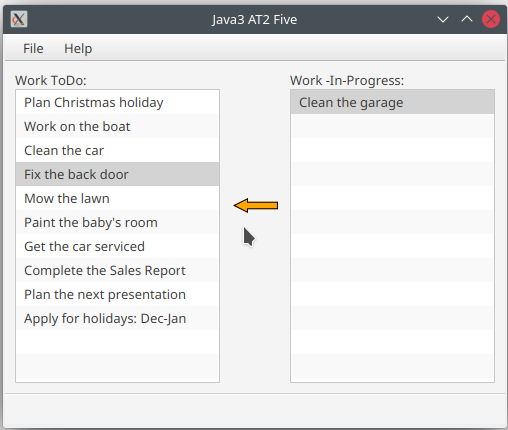 Java3 AT2 Five
File Help
Work ToDo:
Plan Christmas holiday
Work on the boat
Clean the car
Fix the back door
Mow the lawn
Paint the baby's room
Get the car serviced
Complete the Sales Report
Plan the next presentation
Apply for holidays: Dec-Jan
Work -In-Progress:
Clean the garage